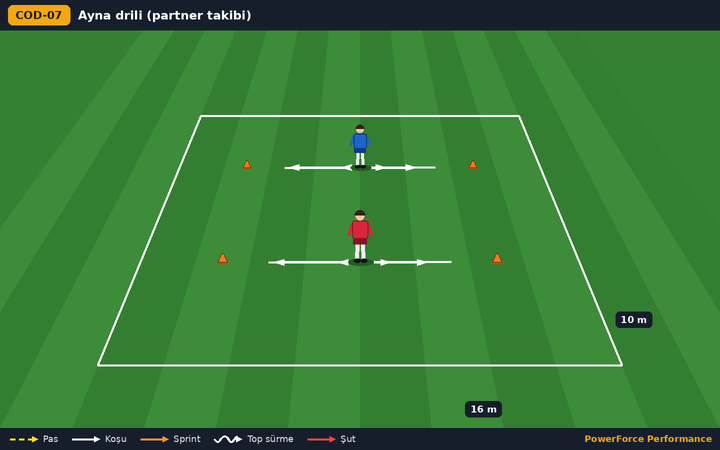 COD-07 Ayna drili (partner takibi)
10 m
16 m
Pas Koşu Sprint Top sürme Şut PowerForce Performance